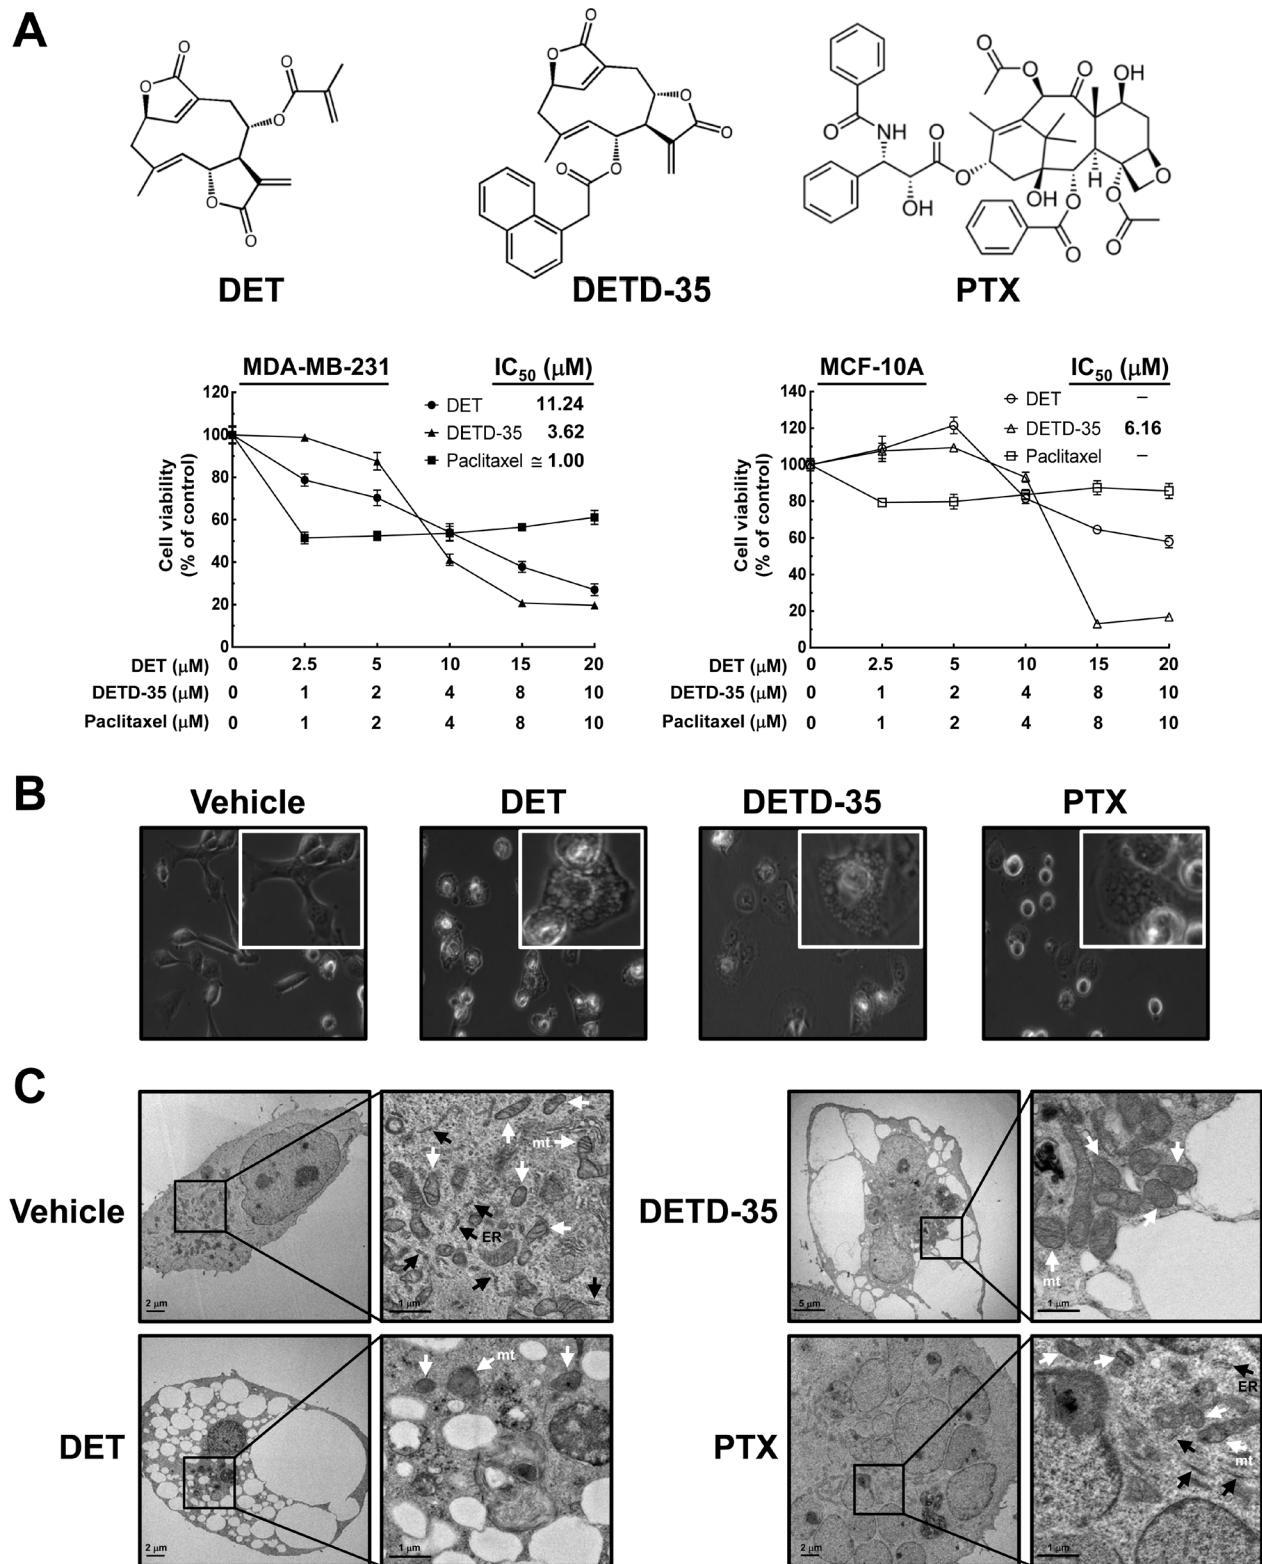 A
O O O O O O
O O O O O O O
O O O O NH O O O OH H OH O O O O O OH O O
DET DETD-35 PTX
MDA-MB-231 IC50 (μM)
DET 11.24
DETD-35 3.62
Paclitaxel ≅ 1.00
Cell viability
(% of control)
120
100
80
60
40
20
0
0 2.5 5 10 15 20
DET (μM)
DETD-35 (μM) 0 1 2 4 8 10
Paclitaxel (μM) 0 1 2 4 8 10
MCF-10A IC50 (μM)
DET –
DETD-35 6.16
Paclitaxel –
Cell viability
(% of control)
140
120
100
80
60
40
20
0
0 2.5 5 10 15 20
DET (μM)
DETD-35 (μM) 0 1 2 4 8 10
Paclitaxel (μM) 0 1 2 4 8 10
B
Vehicle DET DETD-35 PTX
C
Vehicle
2 μm
mt
ER
1 μm
DETD-35
5 μm
mt
1 μm
DET
2 μm
mt
1 μm
PTX
2 μm
ER
mt
1 μm